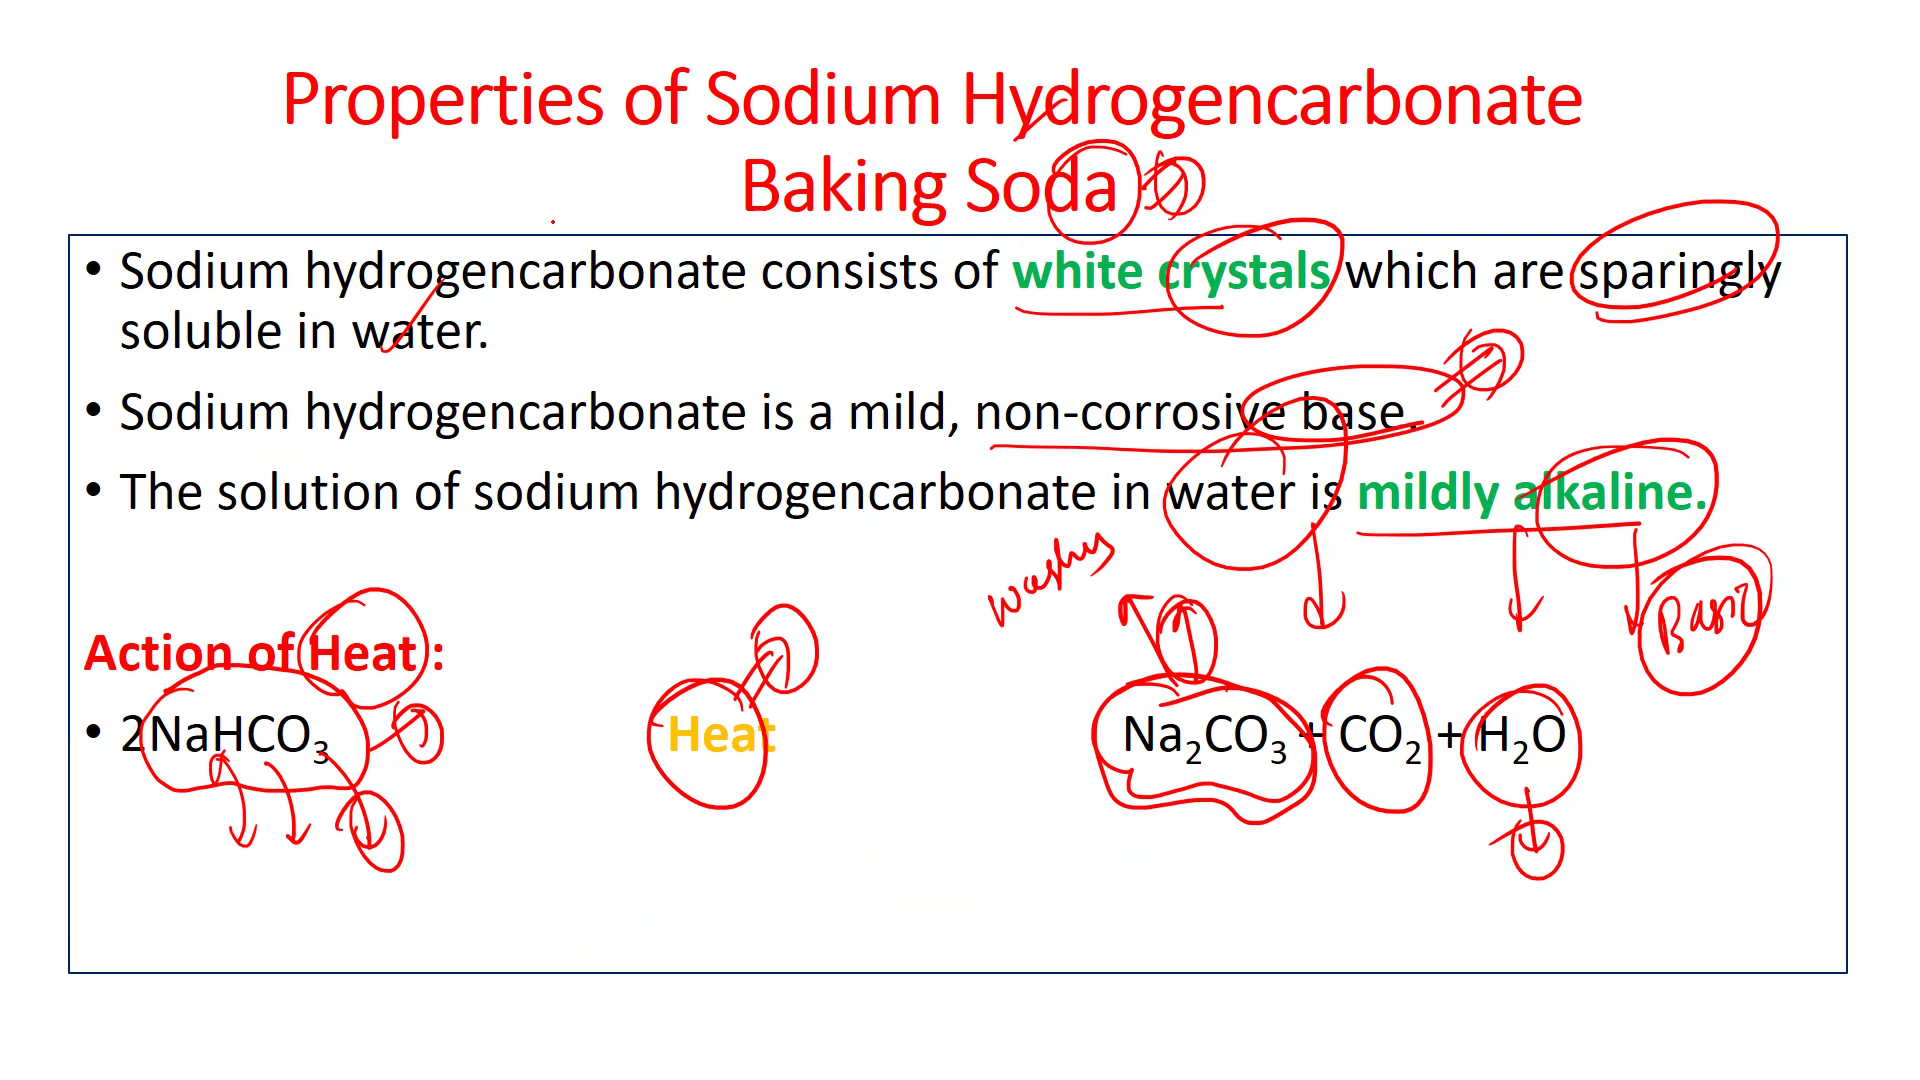 Properties of Sodium Hydrogencarbonate
Baking Soda
• Sodium hydrogencarbonate consists of white crystals which are sparingly
soluble in water.
• Sodium hydrogencarbonate is a mild, non-corrosive base.
• The solution of sodium hydrogencarbonate in water is mildly alkaline.
Action of Heat :
• 2NaHCO₃ Heat Na₂CO₃ + CO₂ + H₂O